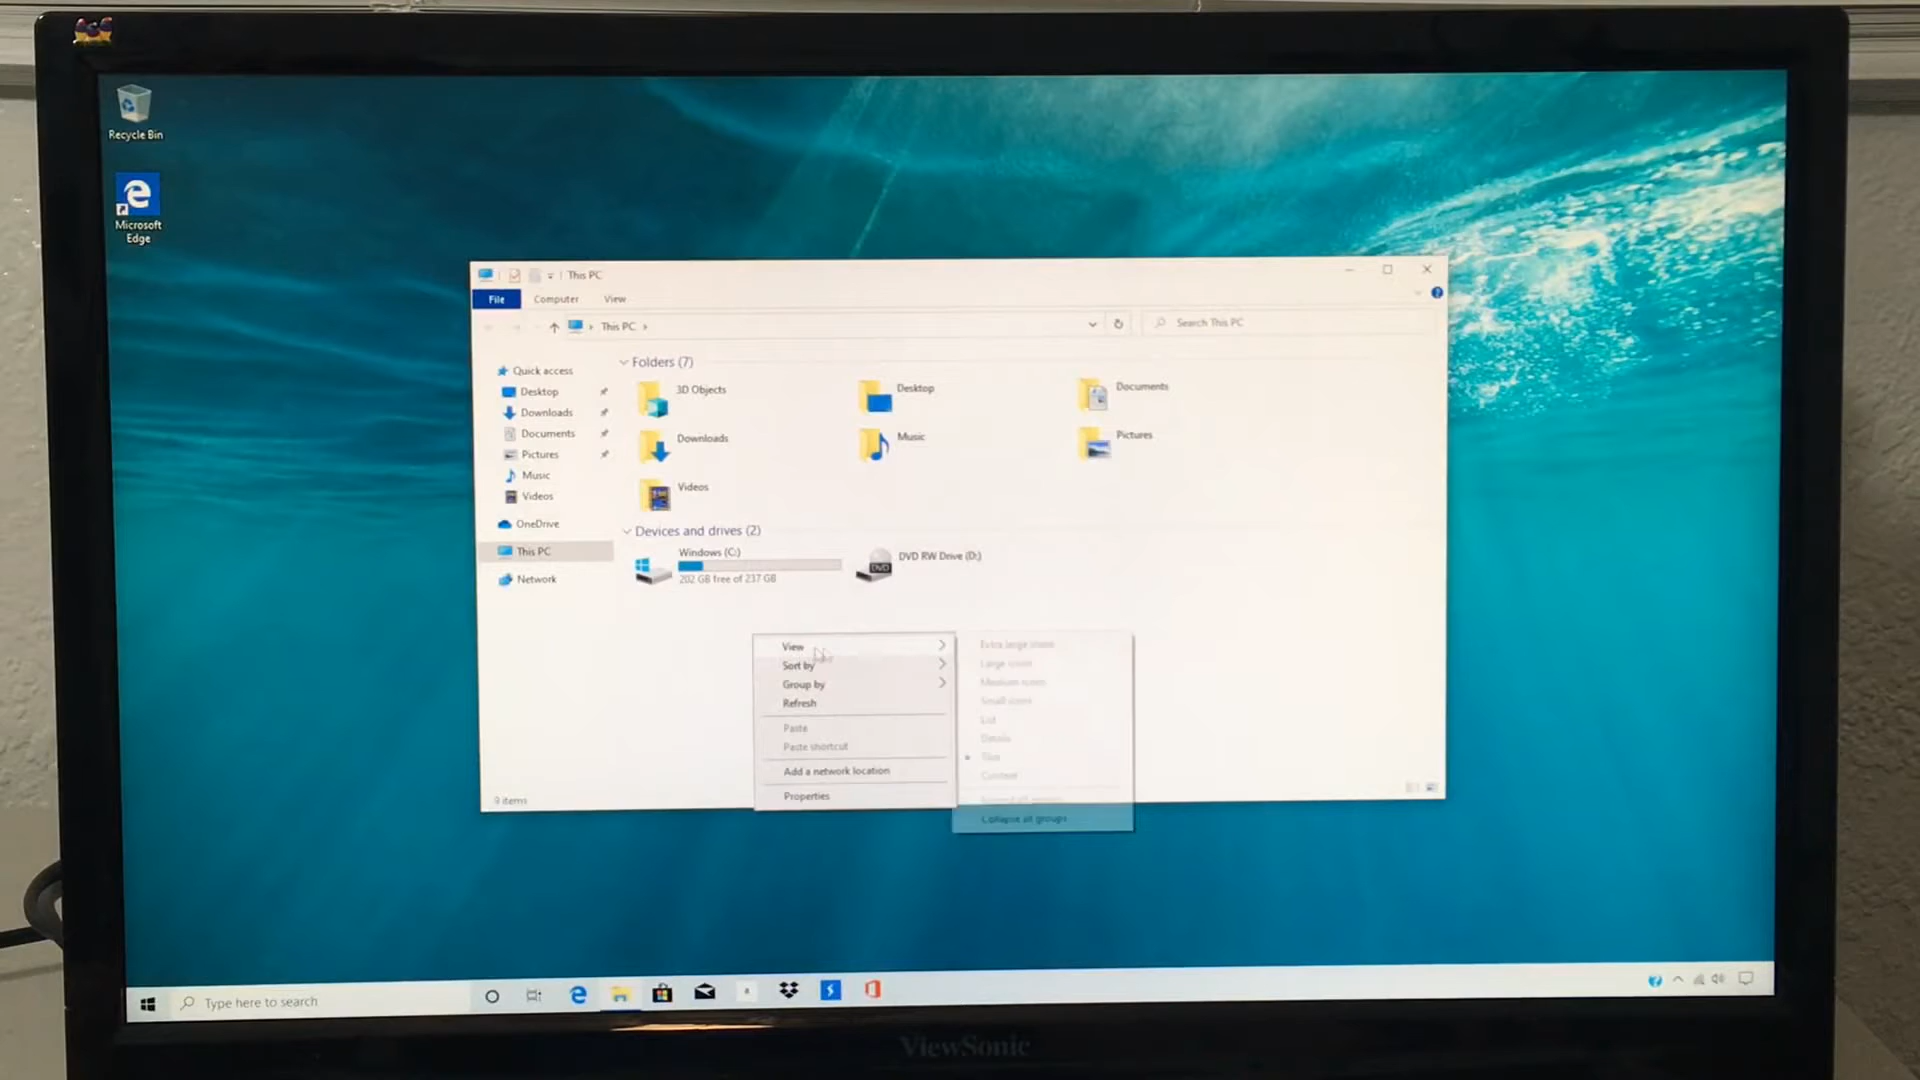 Recycle Bin
Microsoft
Edge
This PC
File Computer View
This PC
Search This PC
Quick access
Desktop
Downloads
Documents
Pictures
Music
Videos
OneDrive
This PC
Network
Folders (7)
3D Objects
Desktop
Documents
Downloads
Music
Pictures
Videos
Devices and drives (2)
Windows (C:)
202 GB free of 237 GB
DVD
DVD RW Drive (D:)
View
Sort by
Group by
Refresh
Paste
Paste shortcut
Add a network location
Properties
Extra large icons
Large icons
Medium icons
Small icons
List
Details
Tiles
Content
Expand all groups
Collapse all groups
9 items
Type here to search
ViewSonic